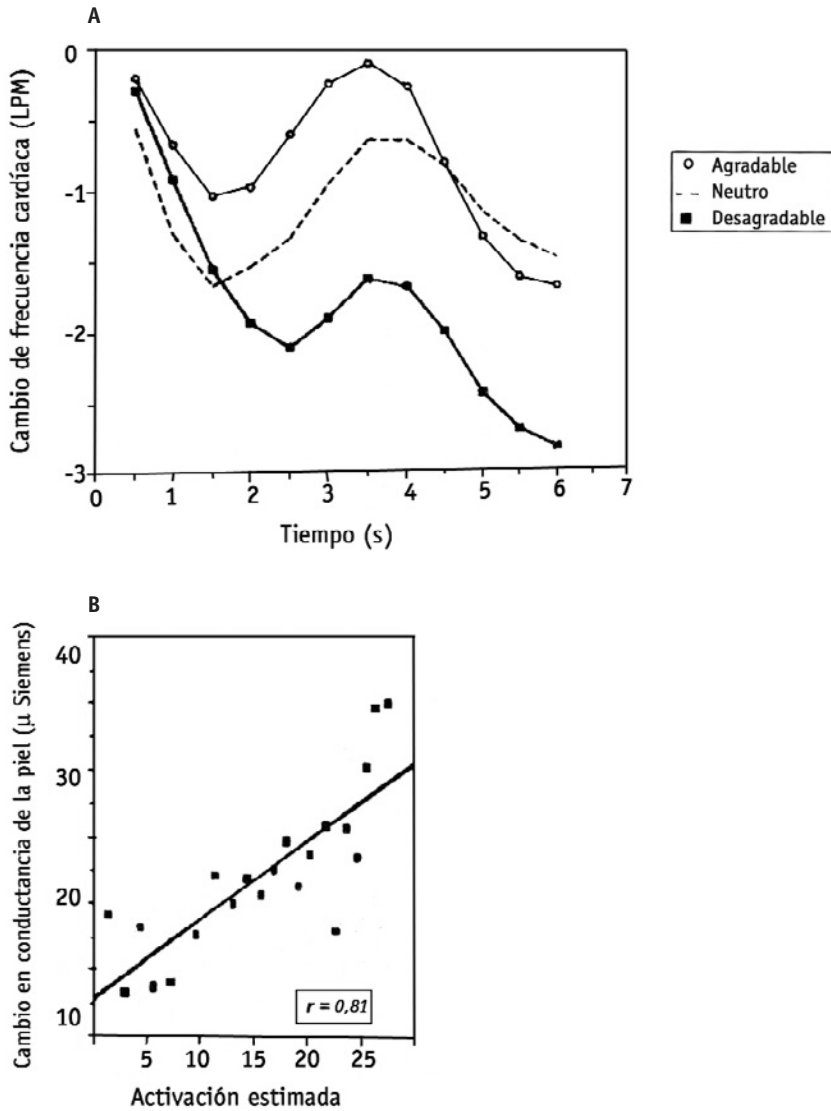 A
Cambio de frecuencia cardíaca (LPM)
0
-1
-2
-3
0 1 2 3 4 5 6 7
Tiempo (s)
Agradable
Neutro
Desagradable
B
Cambio en conductancia de la piel (μ Siemens)
40
30
20
10
r = 0,81
5 10 15 20 25
Activación estimada